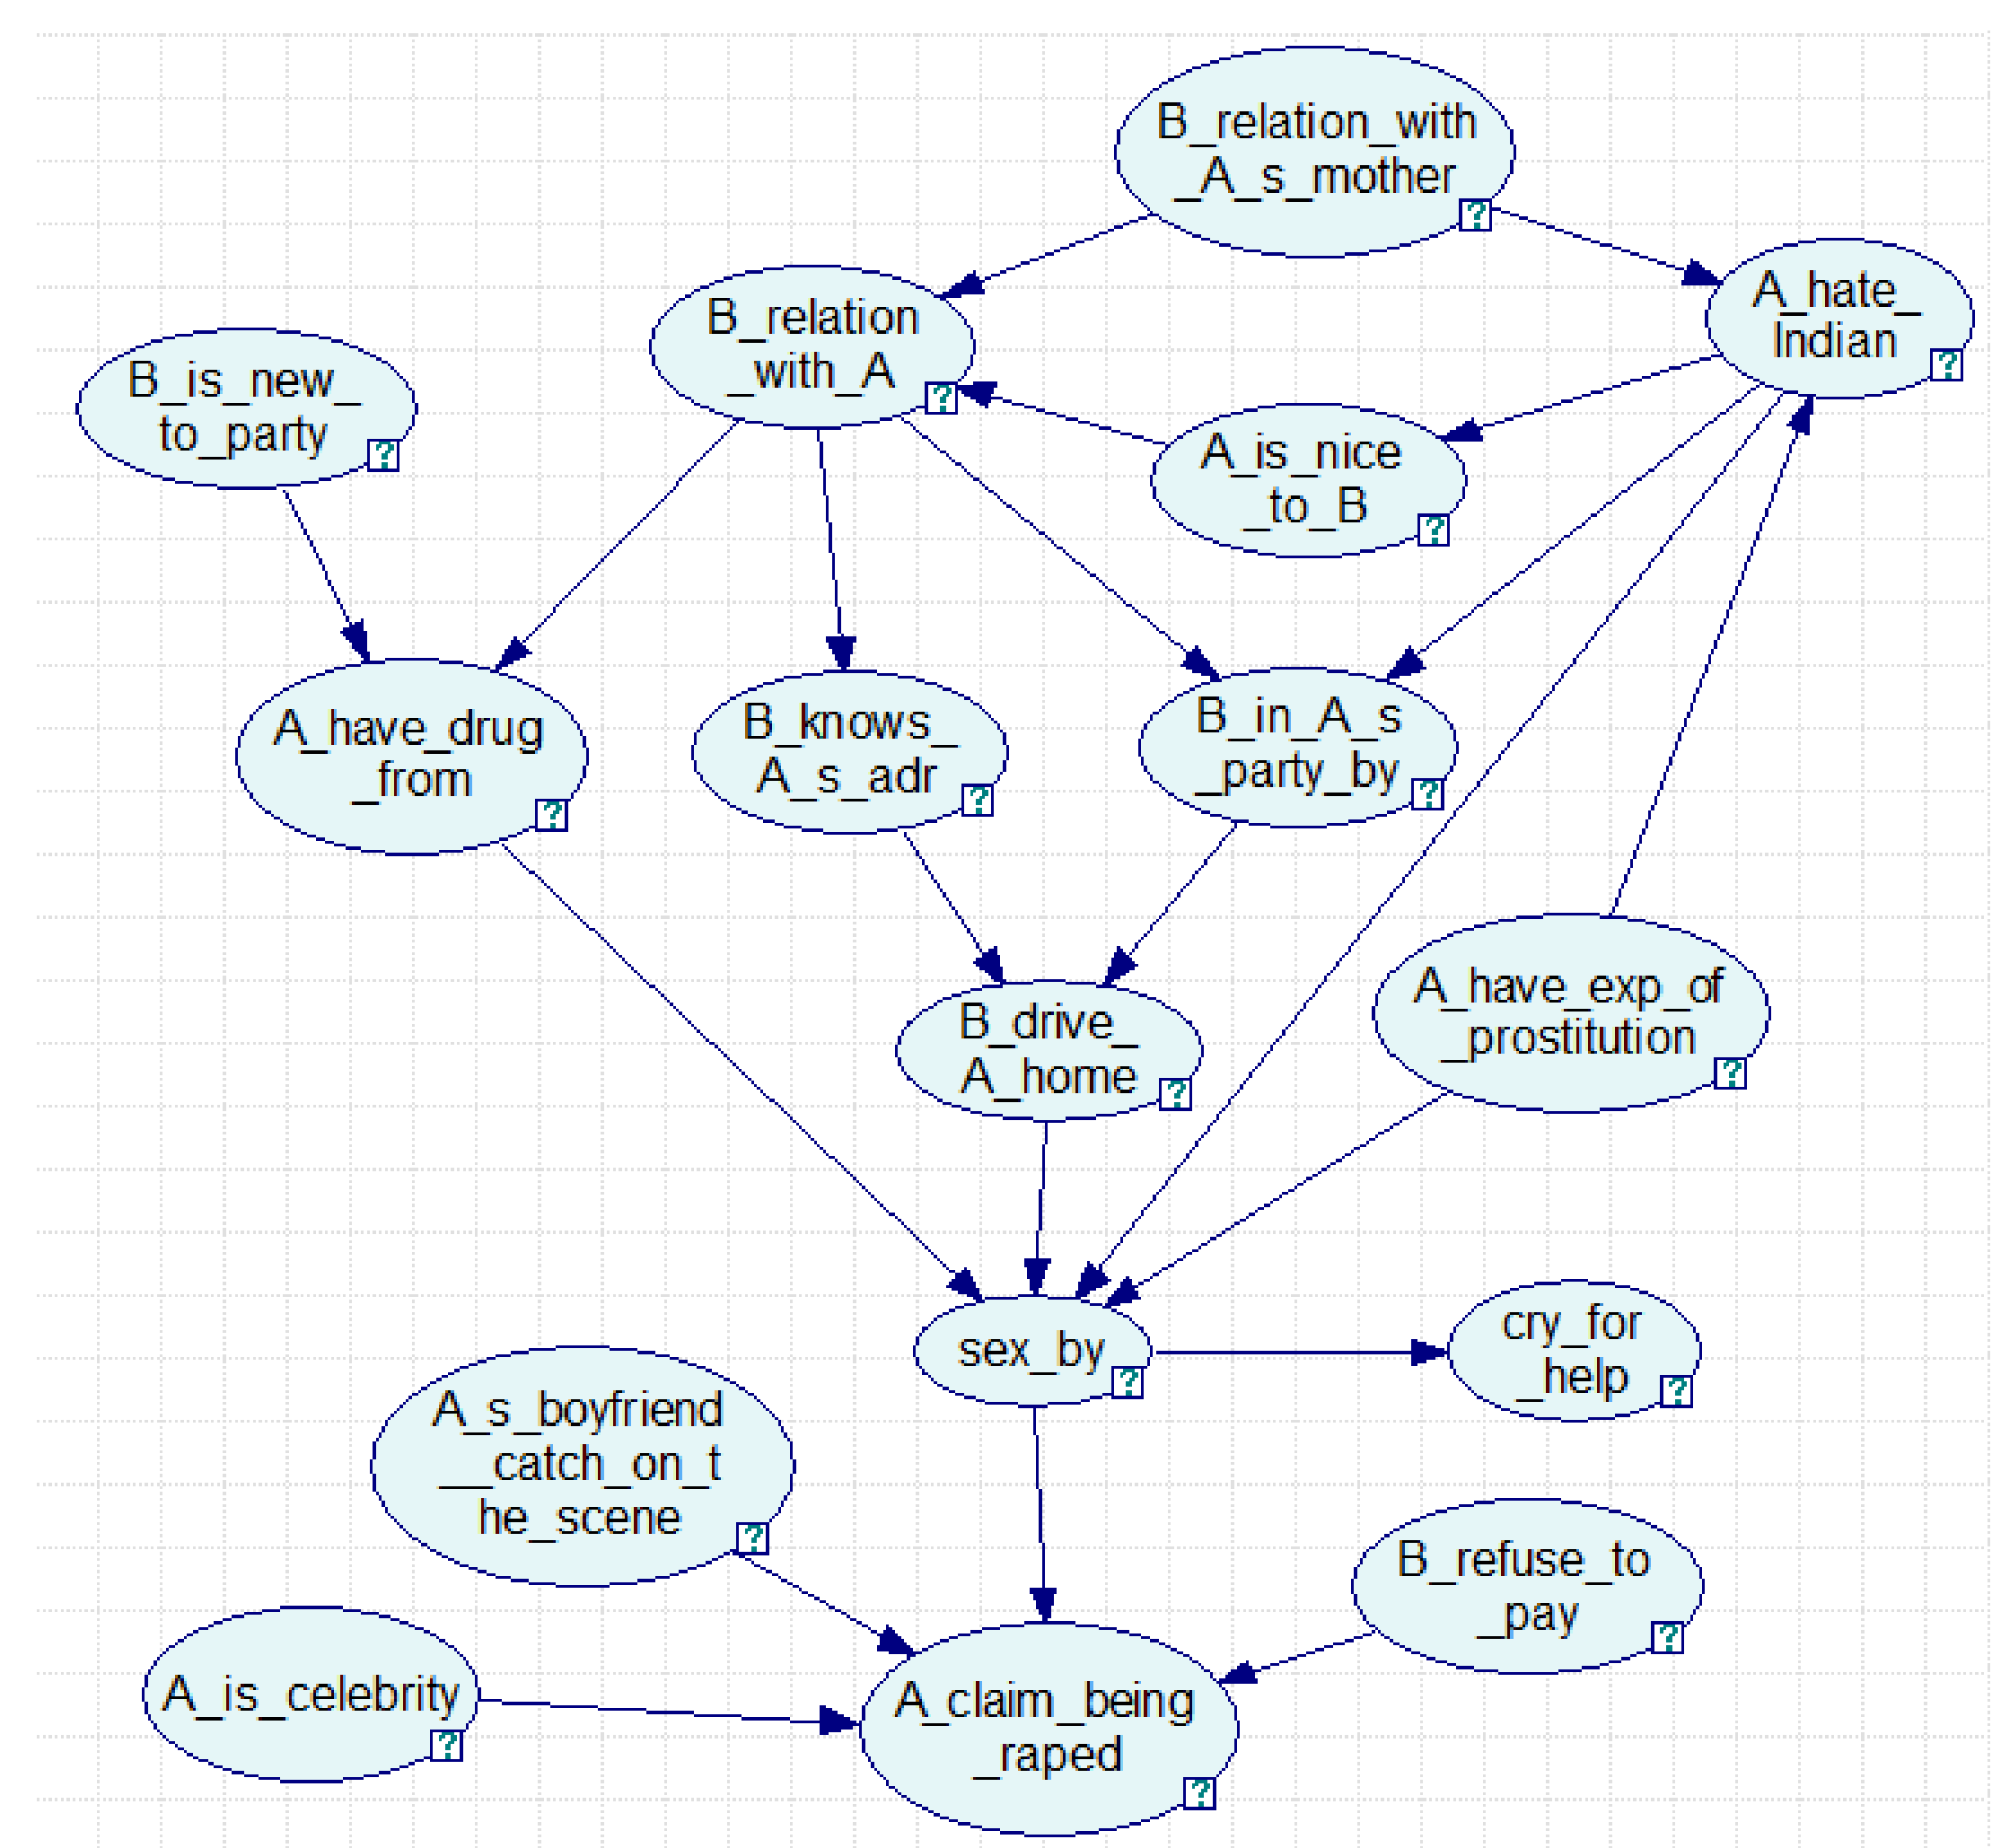 B_relation_with
_A_s_mother
?
A_hate_
Indian
?
B_relation
_with_A
?
B_is_new_
to_party
?
A_is_nice
_to_B
?
A_have_drug
_from
?
B_knows_
A_s_adr
?
B_in_A_s
_party_by
?
A_have_exp_of
_prostitution
?
B_drive_
A_home
?
sex_by
?
cry_for
_help
?
A_s_boyfriend
__catch_on_t
he_scene
?
B_refuse_to
_pay
?
A_is_celebrity
?
A_claim_being
_raped
?